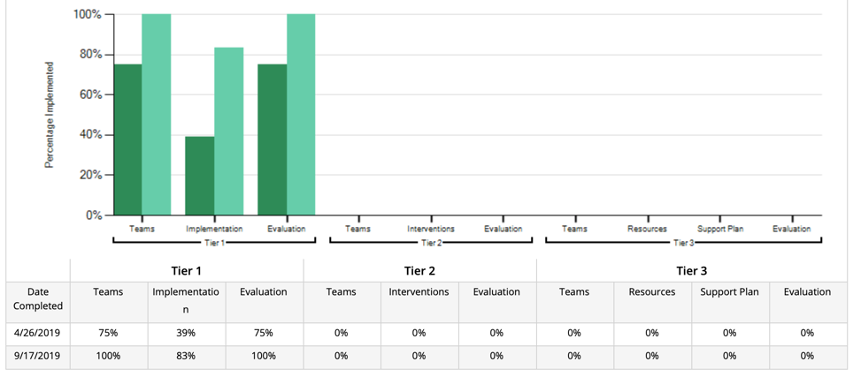 100%
80%
60%
40%
20%
0%
Percentage Implemented
Teams Implementation Evaluation Teams Interventions Evaluation Teams Resources Support Plan Evaluation
Tier 1 Tier 2 Tier 3
Tier 1 Tier 2 Tier 3
Date Completed Teams Implementatio
n Evaluation Teams Interventions Evaluation Teams Resources Support Plan Evaluation
4/26/2019 75% 39% 75% 0% 0% 0% 0% 0% 0% 0%
9/17/2019 100% 83% 100% 0% 0% 0% 0% 0% 0% 0%